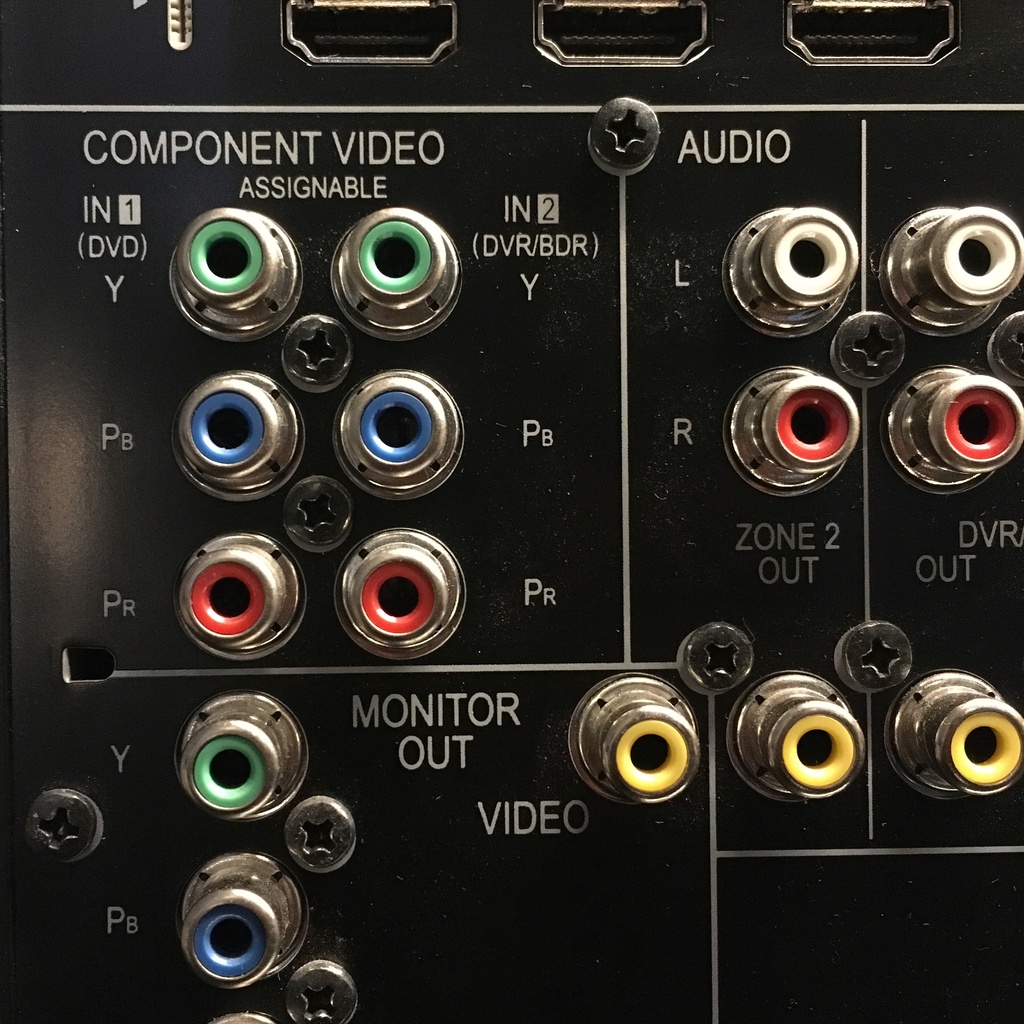 COMPONENT VIDEO
ASSIGNABLE
IN 1
(DVD)
Y
IN 2
(DVR/BDR)
Y
PB
PB
PR
PR
AUDIO
L
R
ZONE 2
OUT
DVR/
OUT
MONITOR
OUT
Y
VIDEO
PB